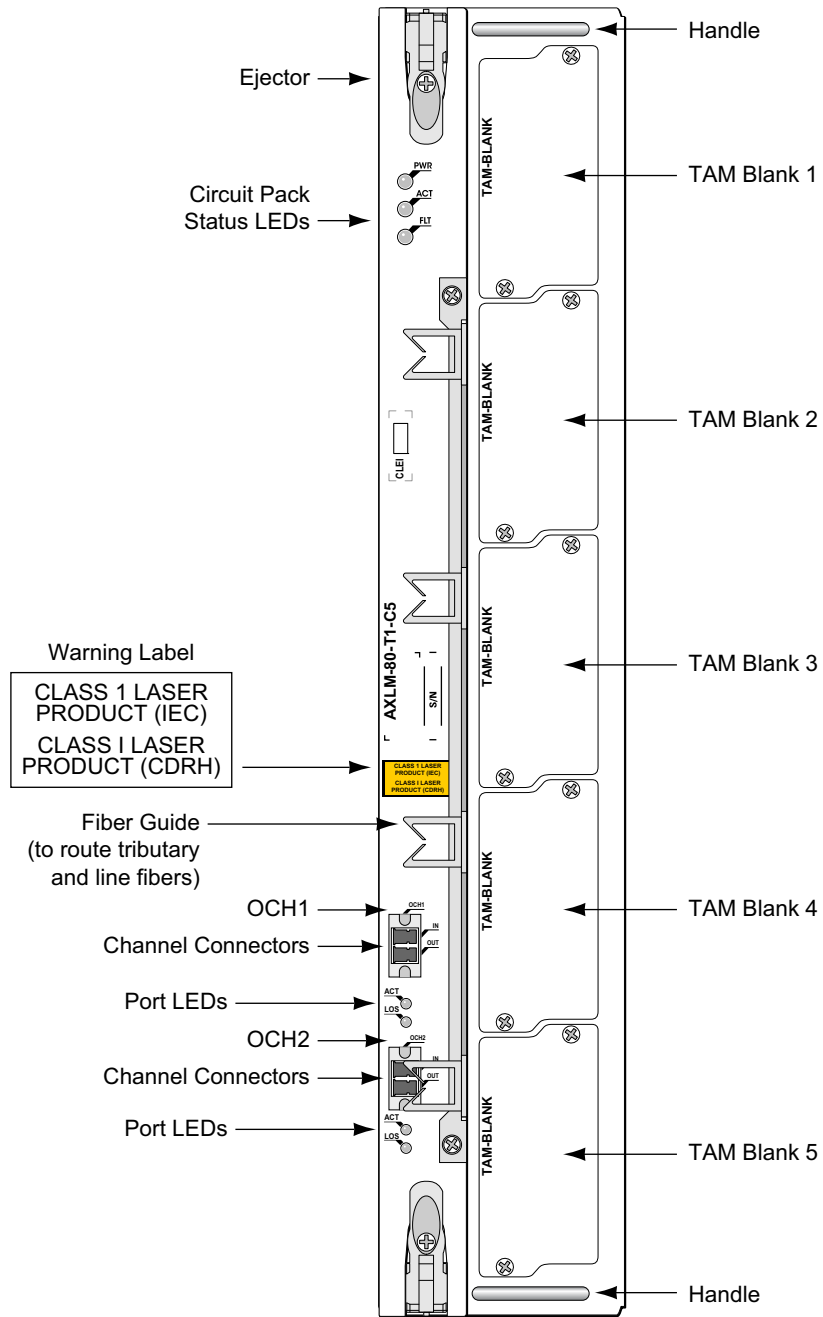 Handle
Ejector
TAM-BLANK
TAM Blank 1
PWR
ACT
FLT
Circuit Pack
Status LEDs
TAM-BLANK
TAM Blank 2
CLEI
TAM-BLANK
TAM Blank 3
AXLM-80-T1-C5
S/N
Warning Label
CLASS 1 LASER
PRODUCT (IEC)
CLASS I LASER
PRODUCT (CDRH)
CLASS 1 LASER
PRODUCT (IEC)
CLASS I LASER
PRODUCT (CDRH)
Fiber Guide
(to route tributary
and line fibers)
TAM-BLANK
TAM Blank 4
OCH1
OCH1
IN
OUT
Channel Connectors
Port LEDs
ACT
LOS
OCH2
OCH2
IN
OUT
Channel Connectors
Port LEDs
ACT
LOS
TAM-BLANK
TAM Blank 5
Handle